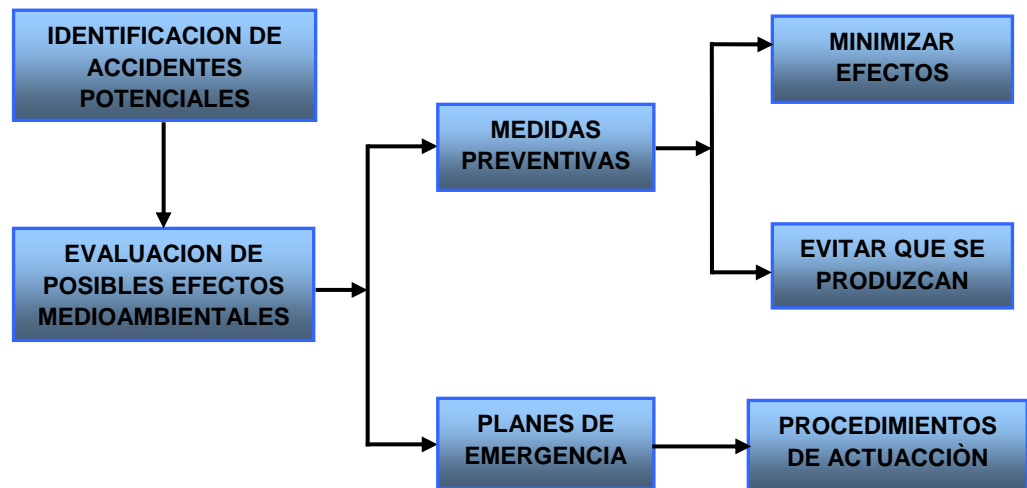 IDENTIFICACION DE
ACCIDENTES
POTENCIALES
EVALUACION DE
POSIBLES EFECTOS
MEDIOAMBIENTALES
MEDIDAS
PREVENTIVAS
MINIMIZAR
EFECTOS
EVITAR QUE SE
PRODUZCAN
PLANES DE
EMERGENCIA
PROCEDIMIENTOS
DE ACTUACCIÒN